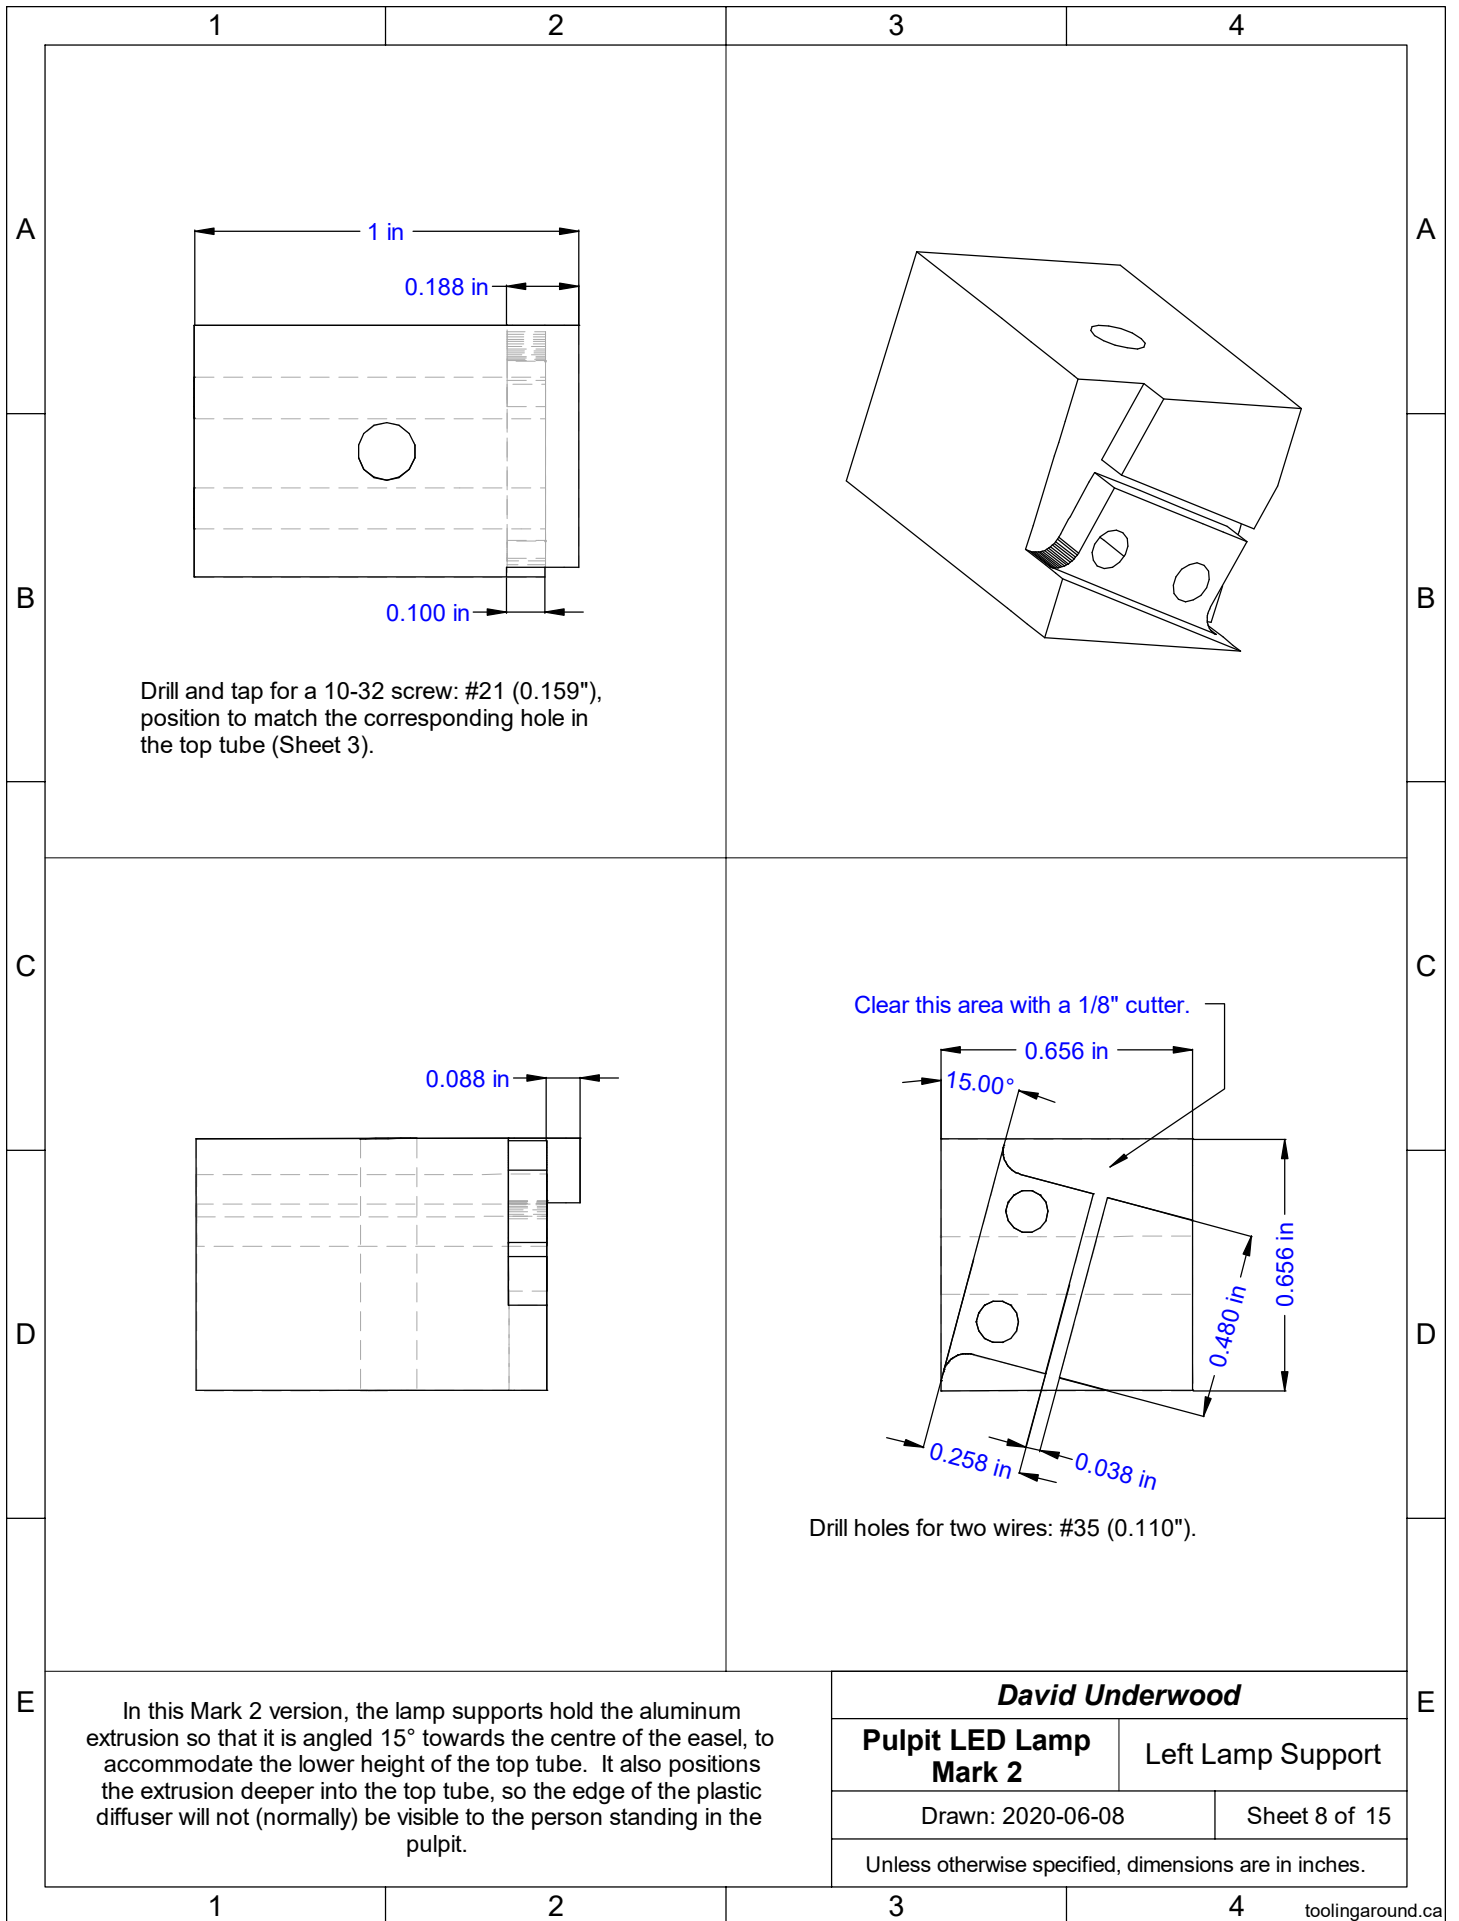 1 2 3 4
A A
1 in
0.188 in
B B
0.100 in
Drill and tap for a 10-32 screw: #21 (0.159"),
position to match the corresponding hole in
the top tube (Sheet 3).
C C
Clear this area with a 1/8" cutter.
0.656 in
0.088 in
15.00°
0.656 in
0.480 in
D D
0.258 in
0.038 in
Drill holes for two wires: #35 (0.110").
E E
In this Mark 2 version, the lamp supports hold the aluminum
extrusion so that it is angled 15° towards the centre of the easel, to
accommodate the lower height of the top tube. It also positions
the extrusion deeper into the top tube, so the edge of the plastic
diffuser will not (normally) be visible to the person standing in the
pulpit.
David Underwood
Pulpit LED Lamp
Mark 2
Left Lamp Support
Drawn: 2020-06-08
Sheet 8 of 15
Unless otherwise specified, dimensions are in inches.
1 2 3 4
toolingaround.ca